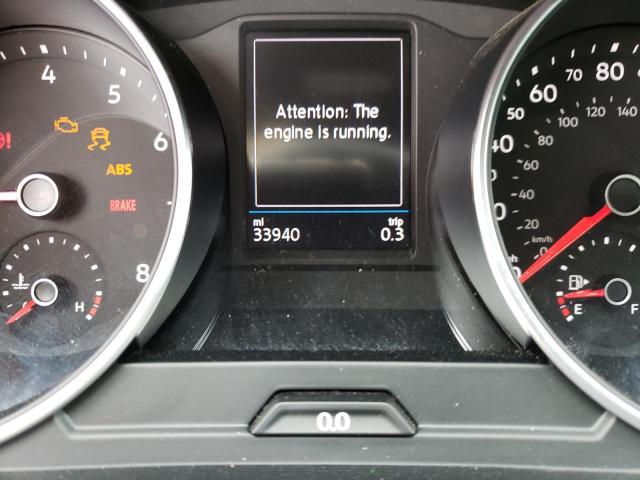 4
5
6
8
ABS
BRAKE
C H
Attention: The
engine is running.
mi trip
33940 0.3
0.0
50 60 70 80
100 120 140
80
60
40
20
0
km/h
E F